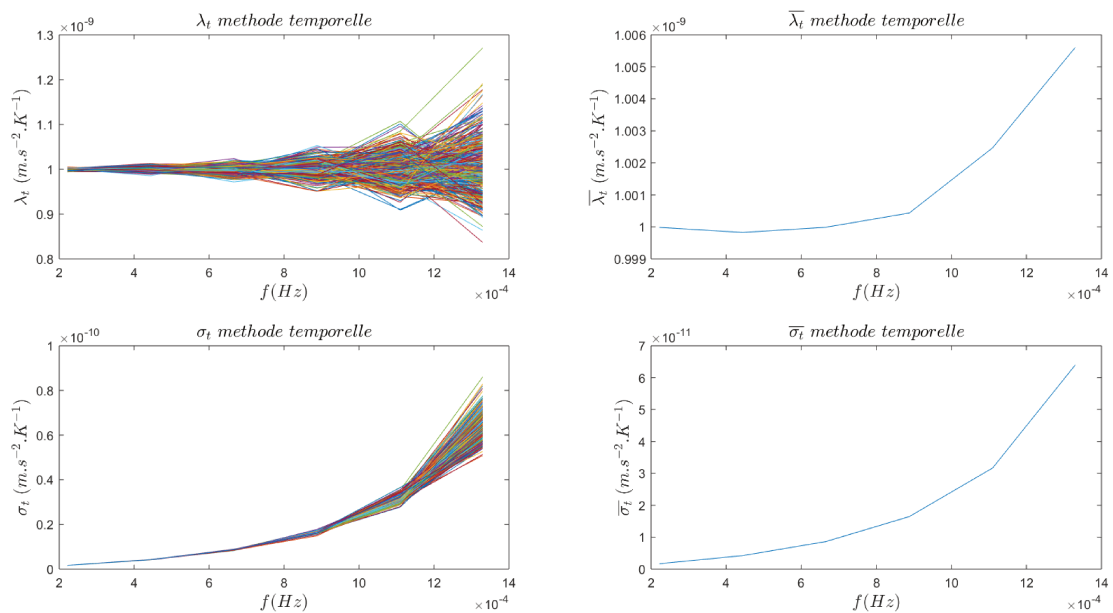 λ_t methode temporelle
×10^-9
1.3
1.2
1.1
1
0.9
0.8
λ_t (m.s^-2.K^-1)
2 4 6 8 10 12 14
f(Hz)
×10^-4
λ̅_t methode temporelle
×10^-9
1.006
1.005
1.004
1.003
1.002
1.001
1
0.999
λ̅_t (m.s^-2.K^-1)
2 4 6 8 10 12 14
f(Hz)
×10^-4
σ_t methode temporelle
×10^-10
1
0.8
0.6
0.4
0.2
0
σ_t (m.s^-2.K^-1)
2 4 6 8 10 12 14
f(Hz)
×10^-4
σ̅_t methode temporelle
×10^-11
7
6
5
4
3
2
1
0
σ̅_t (m.s^-2.K^-1)
2 4 6 8 10 12 14
f(Hz)
×10^-4